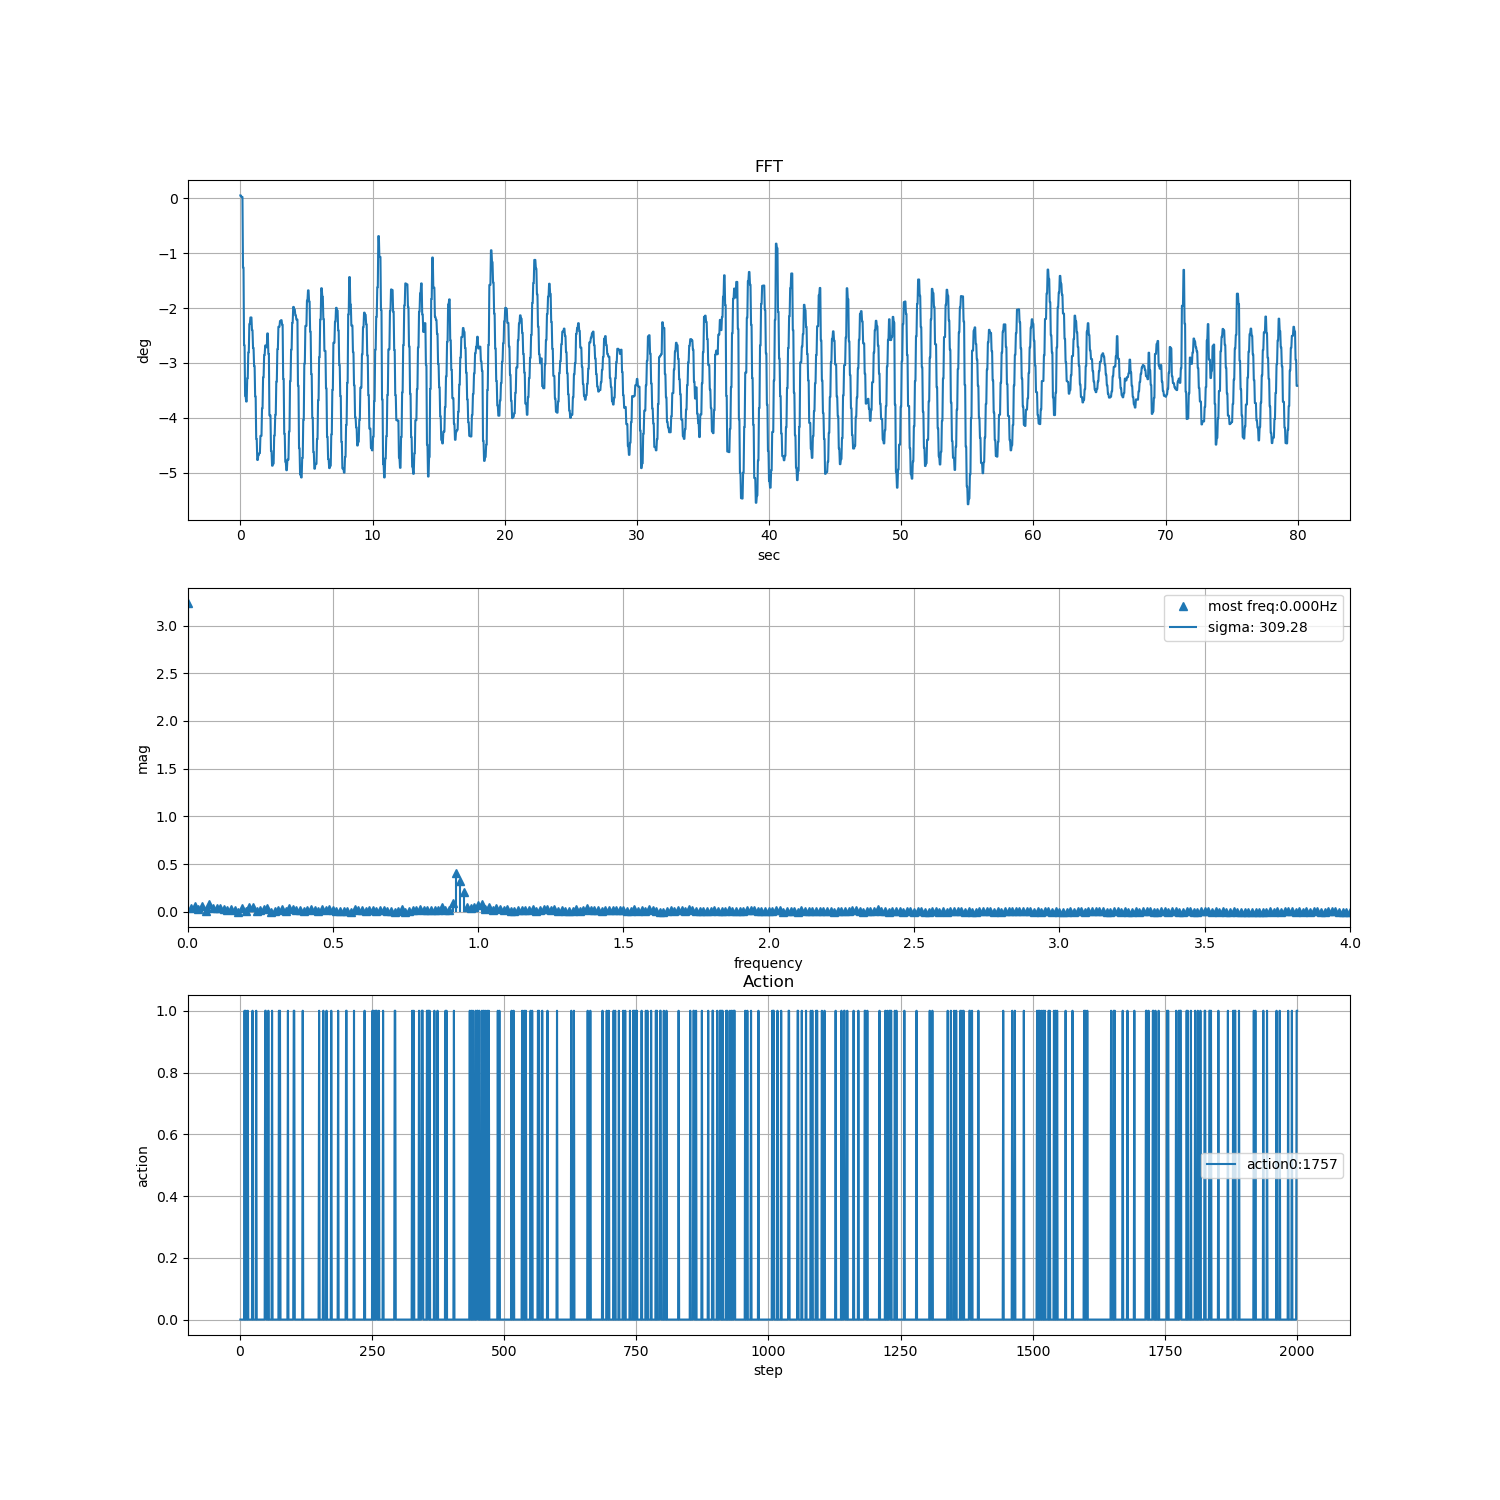 FFT
0
−1
−2
−3
−4
−5
deg
0 10 20 30 40 50 60 70 80
sec
most freq:0.000Hz
sigma: 309.28
3.0
2.5
2.0
1.5
1.0
0.5
0.0
mag
0.0 0.5 1.0 1.5 2.0 2.5 3.0 3.5 4.0
frequency
Action
1.0
0.8
0.6
0.4
0.2
0.0
action
action0:1757
0 250 500 750 1000 1250 1500 1750 2000
step